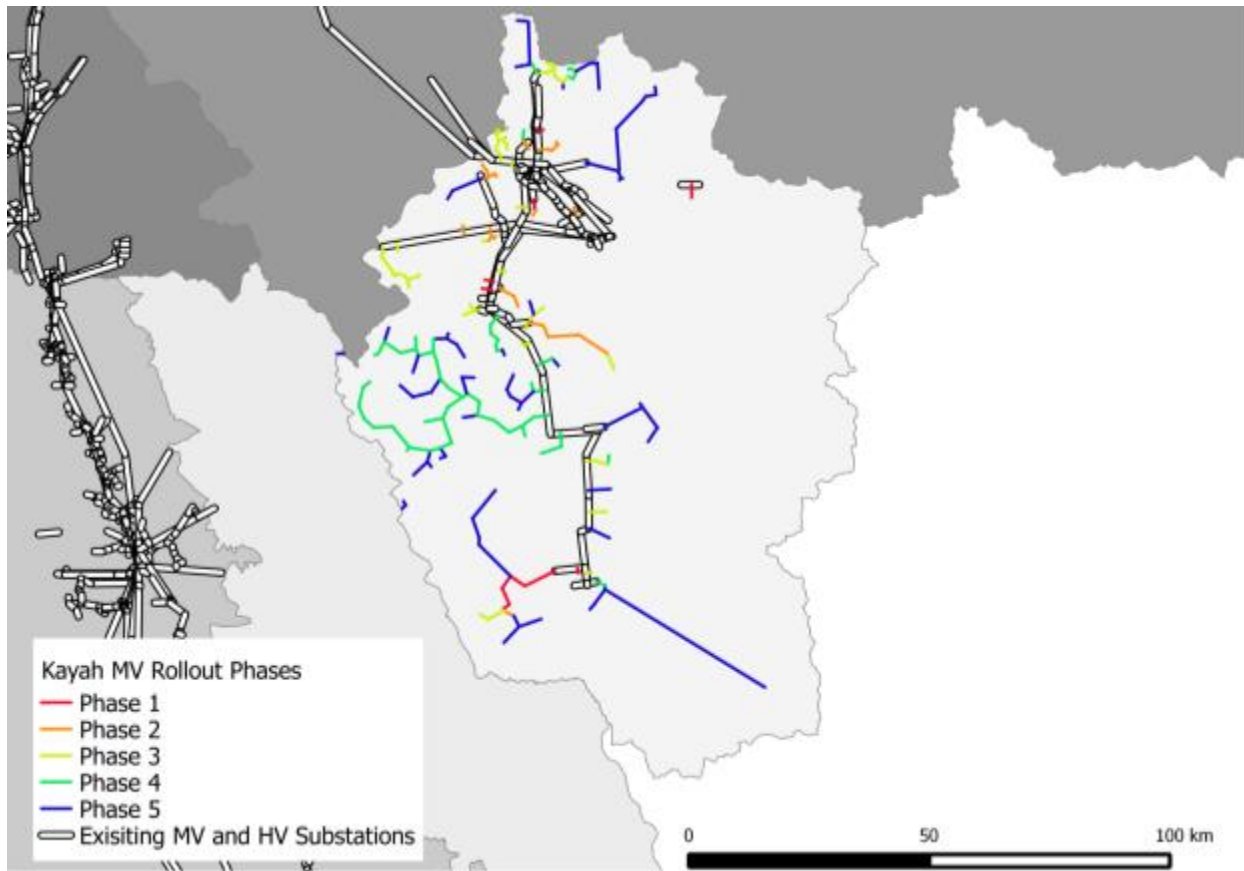 Kayah MV Rollout Phases
Phase 1
Phase 2
Phase 3
Phase 4
Phase 5
Exisiting MV and HV Substations
0 50 100 km